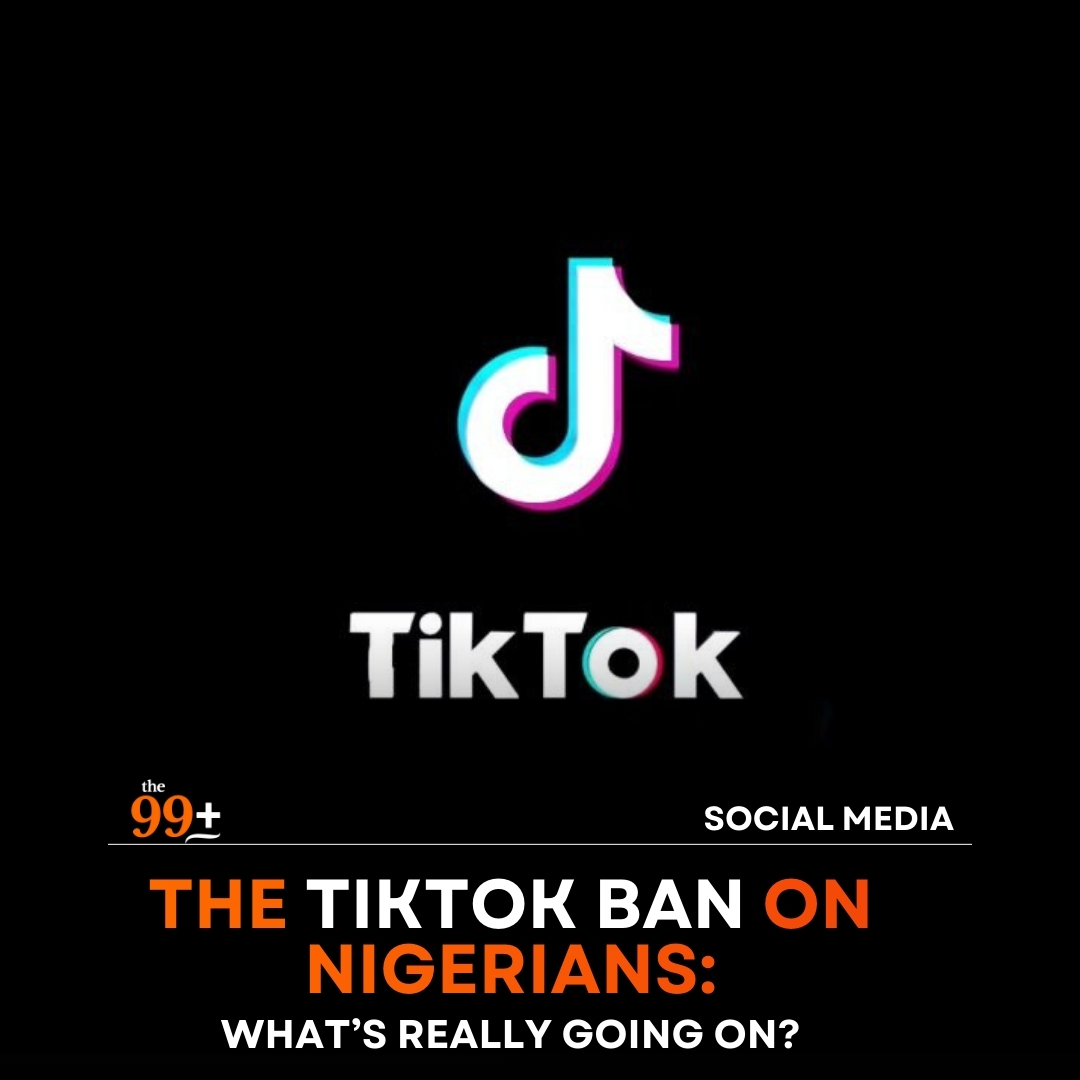 TikTok
the
99+
SOCIAL MEDIA
THE TIKTOK BAN ON
NIGERIANS:
WHAT'S REALLY GOING ON?